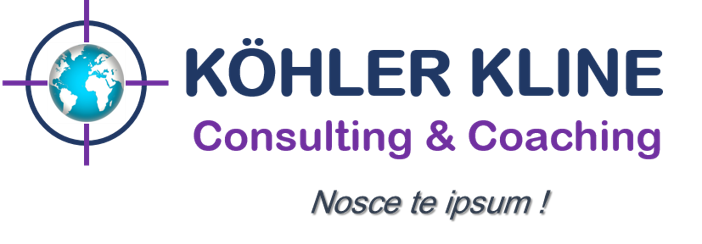 KÖHLER KLINE
Consulting & Coaching
Nosce te ipsum !